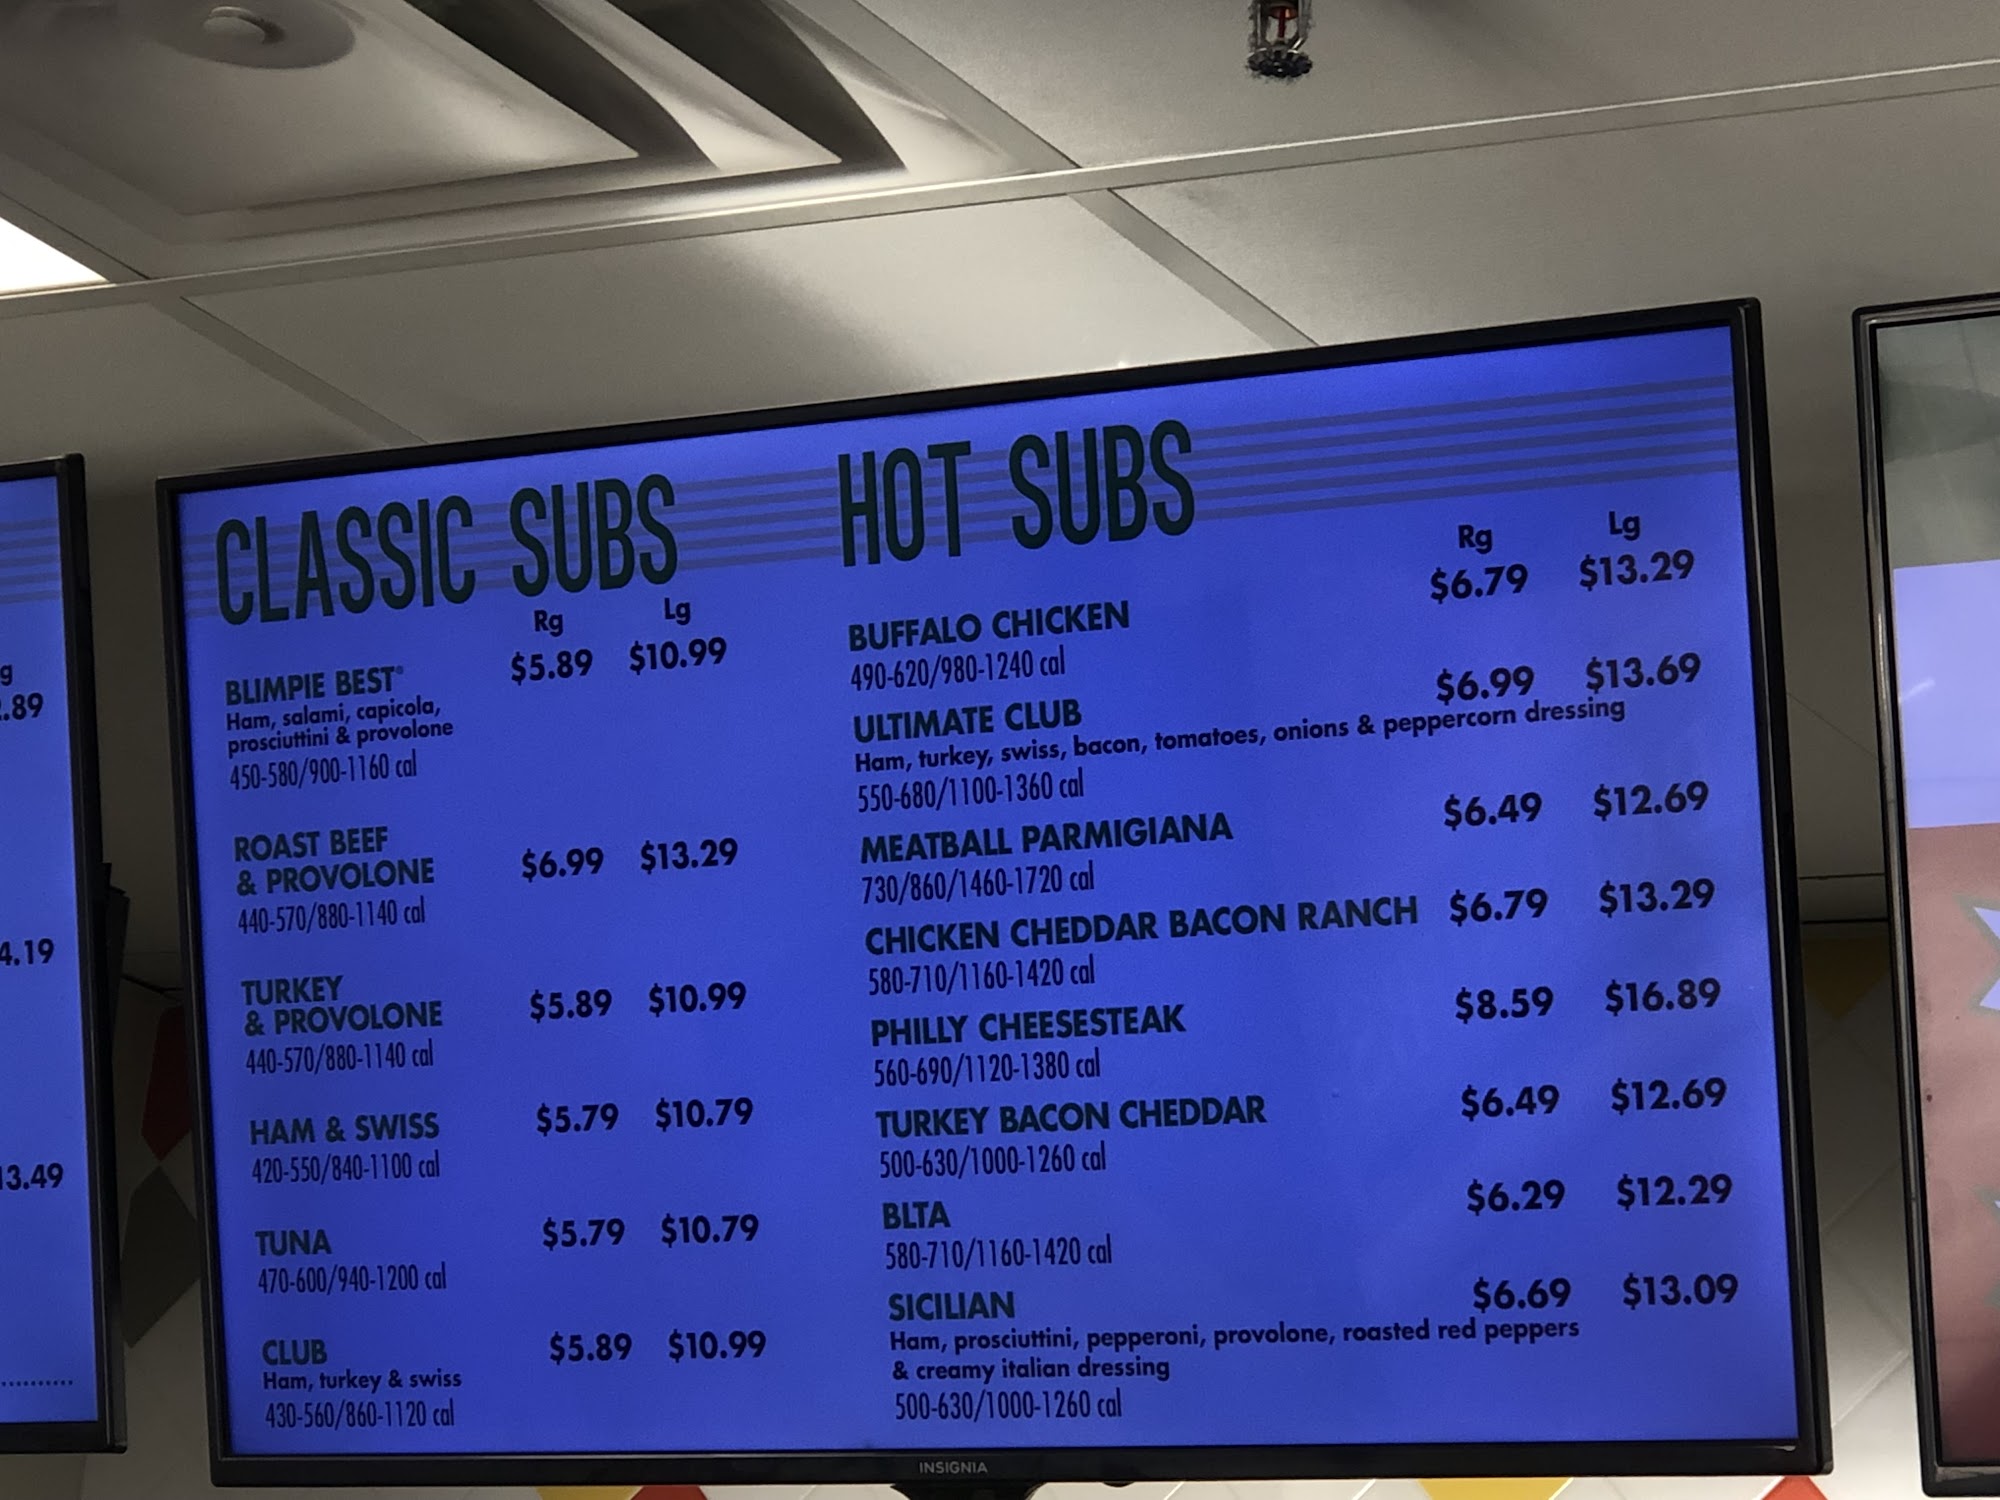 CLASSIC SUBS
Rg Lg
BLIMPIE BEST® $5.89 $10.99
Ham, salami, capicola,
prosciuttini & provolone
450-580/900-1160 cal
ROAST BEEF
& PROVOLONE $6.99 $13.29
440-570/880-1140 cal
TURKEY
& PROVOLONE $5.89 $10.99
440-570/880-1140 cal
HAM & SWISS $5.79 $10.79
420-550/840-1100 cal
TUNA $5.79 $10.79
470-600/940-1200 cal
CLUB $5.89 $10.99
Ham, turkey & swiss
430-560/860-1120 cal
HOT SUBS
Rg Lg
BUFFALO CHICKEN $6.79 $13.29
490-620/980-1240 cal
ULTIMATE CLUB $6.99 $13.69
Ham, turkey, swiss, bacon, tomatoes, onions & peppercorn dressing
550-680/1100-1360 cal
MEATBALL PARMIGIANA $6.49 $12.69
730/860/1460-1720 cal
CHICKEN CHEDDAR BACON RANCH $6.79 $13.29
580-710/1160-1420 cal
PHILLY CHEESESTEAK $8.59 $16.89
560-690/1120-1380 cal
TURKEY BACON CHEDDAR $6.49 $12.69
500-630/1000-1260 cal
BLTA $6.29 $12.29
580-710/1160-1420 cal
SICILIAN $6.69 $13.09
Ham, prosciuttini, pepperoni, provolone, roasted red peppers
& creamy italian dressing
500-630/1000-1260 cal
INSIGNIA
g
.89
4.19
13.49